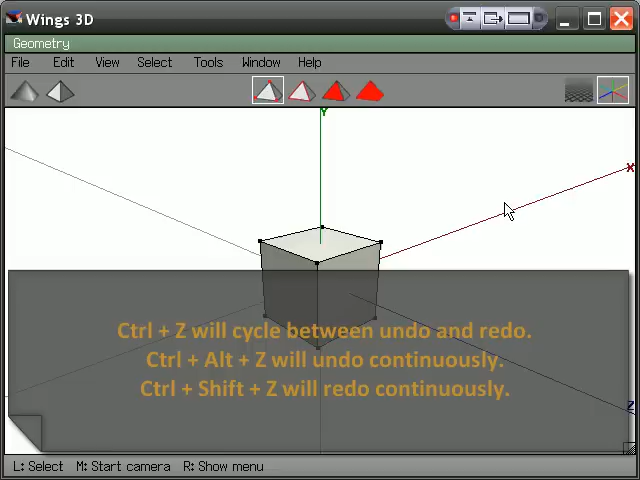 Wings 3D
Geometry
File Edit View Select Tools Window Help
Y
X
Ctrl + Z will cycle between undo and redo.
Ctrl + Alt + Z will undo continuously.
Ctrl + Shift + Z will redo continuously.
Z
L: Select M: Start camera R: Show menu